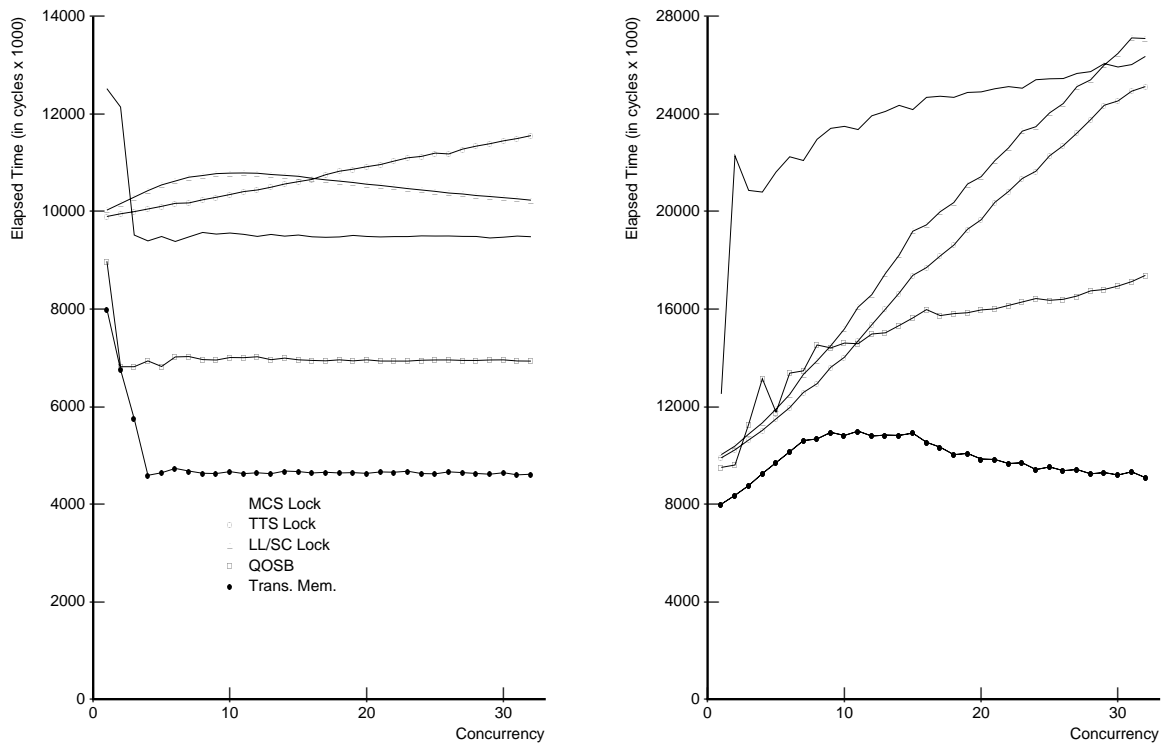 Elapsed Time (in cycles x 1000)
14000
12000
10000
8000
6000
4000
2000
0
0
10
20
30
Concurrency
MCS Lock
TTS Lock
LL/SC Lock
QOSB
Trans. Mem.
Elapsed Time (in cycles x 1000)
28000
24000
20000
16000
12000
8000
4000
0
0
10
20
30
Concurrency